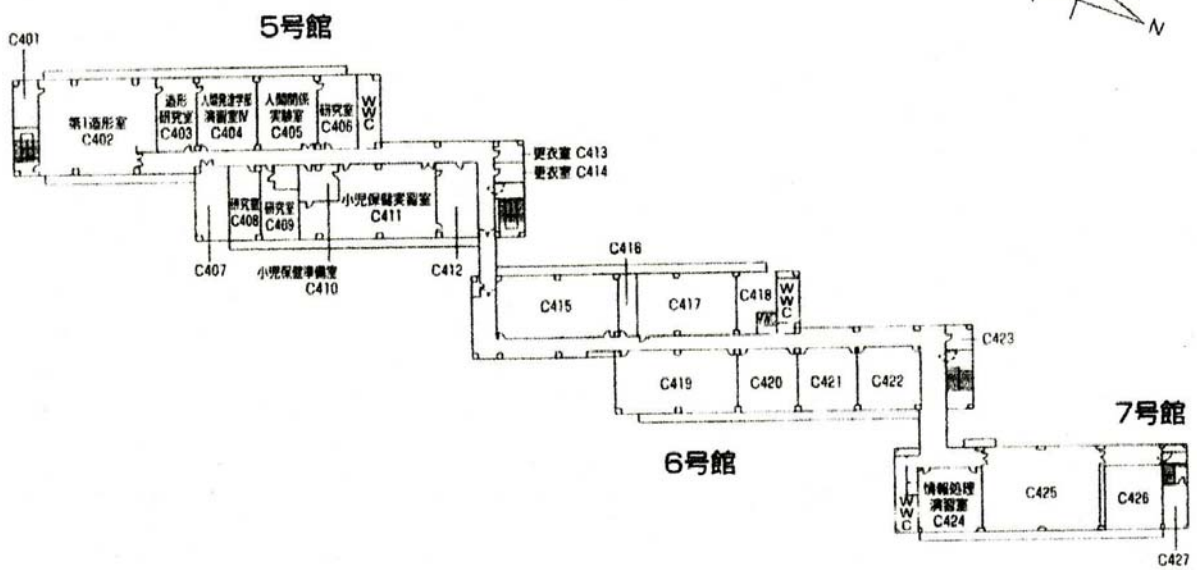 5号館
N
C401
第1造形室
C402
造形
研究室
C403
人間発達学部
演習室Ⅳ
C404
人間関係
実験室
C405
研究室
C406
WWC
更衣室 C413
更衣室 C414
C407
研究室
C408
研究室
C409
小児保健準備室
C410
小児保健実習室
C411
C412
C415
C416
C417
C418
WWC
C419
C420
C421
C422
C423
6号館
7号館
WWC
情報処理
演習室
C424
C425
C426
C427